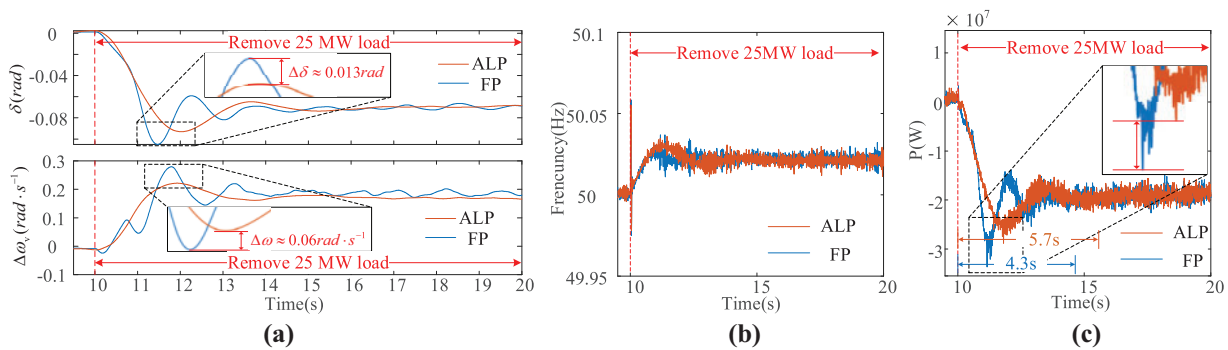 0
-0.04
-0.08
δ(rad)
Remove 25 MW load
Δδ ≈ 0.013rad
ALP
FP
0.3
0.2
0.1
0
-0.1
Δωᵥ(rad · s⁻¹)
Δω ≈ 0.06rad · s⁻¹
ALP
FP
Remove 25 MW load
10 11 12 13 14 15 16 17 18 19 20
Time(s)
(a)
50.1
50.05
50
49.95
Frencuncy(Hz)
Remove 25MW load
ALP
FP
10 15 20
Time(s)
(b)
× 10⁷
1
0
-1
-2
-3
P(W)
Remove 25MW load
5.7s
4.3s
ALP
FP
10 15 20
Time(s)
(c)